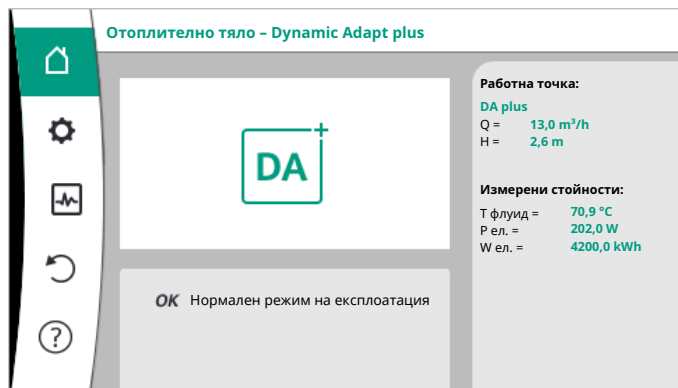 Отоплително тяло – Dynamic Adapt plus
DA
Работна точка:
DA plus
Q = 13,0 m³/h
H = 2,6 m
Измерени стойности:
T флуид = 70,9 °C
P ел. = 202,0 W
W ел. = 4200,0 kWh
OK Нормален режим на експлоатация
?